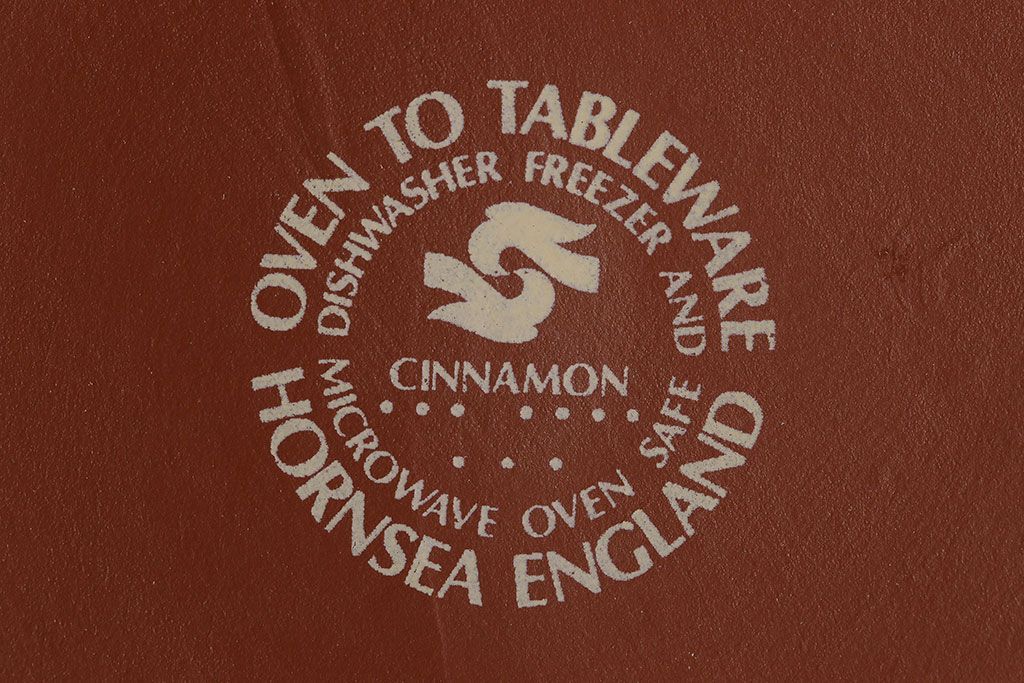 OVEN TO TABLEWARE
DISHWASHER FREEZER AND
CINNAMON
MICROWAVE OVEN SAFE
HORNSEA ENGLAND